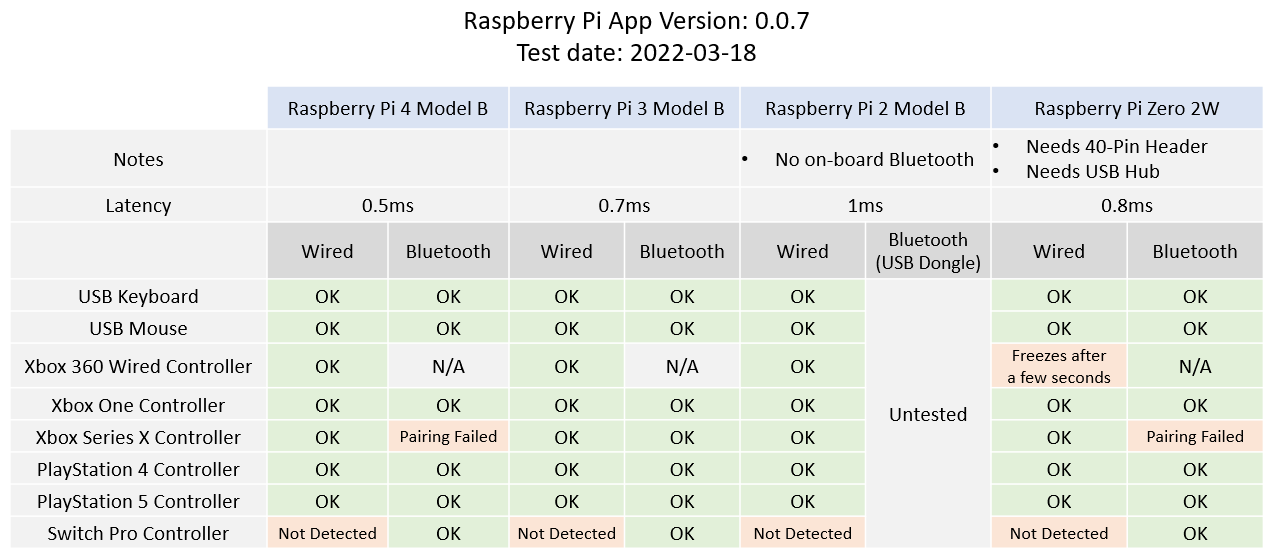 Raspberry Pi App Version: 0.0.7
Test date: 2022-03-18
Raspberry Pi 4 Model B Raspberry Pi 3 Model B Raspberry Pi 2 Model B Raspberry Pi Zero 2W
Notes • No on-board Bluetooth • Needs 40-Pin Header
• Needs USB Hub
Latency 0.5ms 0.7ms 1ms 0.8ms
Wired Bluetooth Wired Bluetooth Wired Bluetooth
(USB Dongle) Wired Bluetooth
USB Keyboard OK OK OK OK OK OK OK
USB Mouse OK OK OK OK OK OK OK
Xbox 360 Wired Controller OK N/A OK N/A OK Freezes after
a few seconds N/A
Xbox One Controller OK OK OK OK OK Untested OK OK
Xbox Series X Controller OK Pairing Failed OK OK OK OK Pairing Failed
PlayStation 4 Controller OK OK OK OK OK OK OK
PlayStation 5 Controller OK OK OK OK OK OK OK
Switch Pro Controller Not Detected OK Not Detected OK Not Detected Not Detected OK